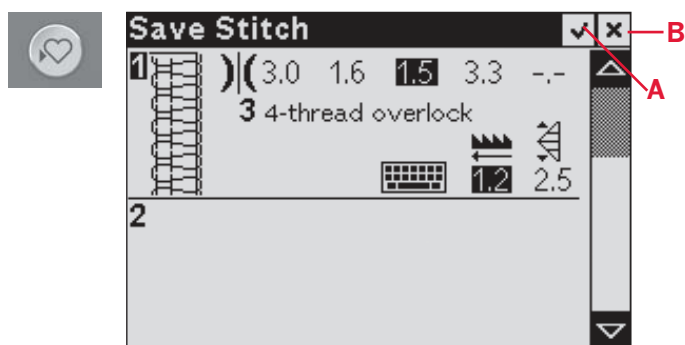 Save Stitch
B
A
1 3.0 1.6 1.5 3.3 -.-
3 4-thread overlock
1.2 2.5
2